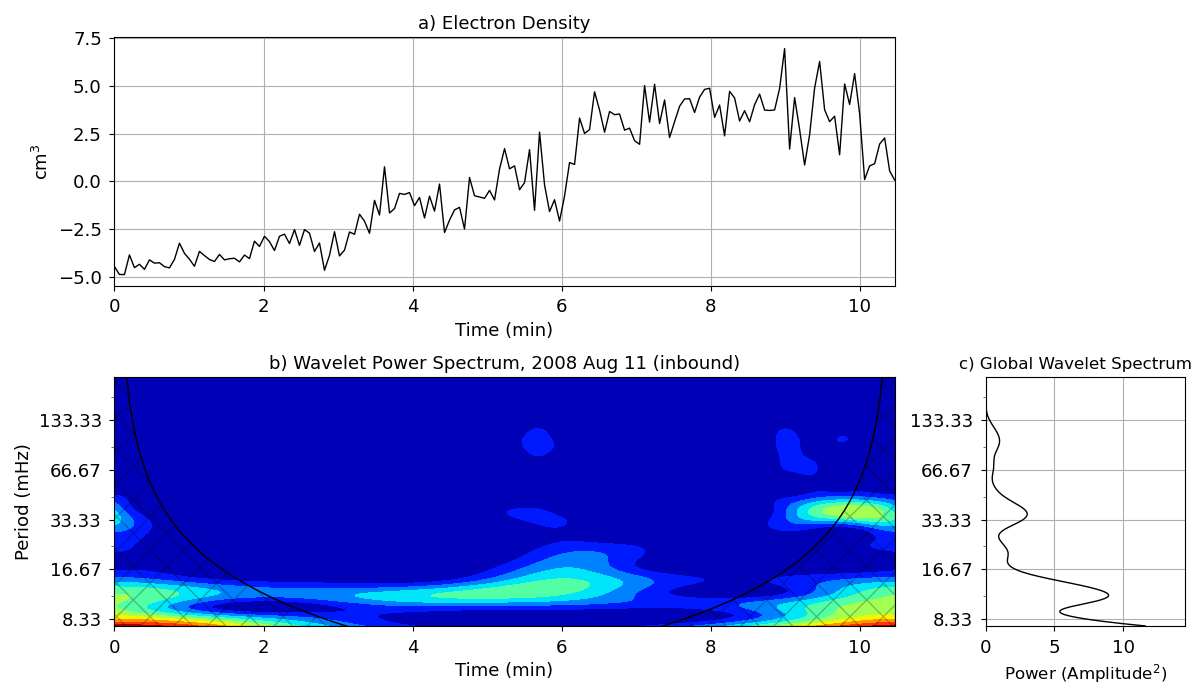 a) Electron Density
7.5
5.0
2.5
0.0
−2.5
−5.0
cm³
0 2 4 6 8 10
Time (min)
b) Wavelet Power Spectrum, 2008 Aug 11 (inbound)
133.33
66.67
33.33
16.67
8.33
Period (mHz)
0 2 4 6 8 10
Time (min)
c) Global Wavelet Spectrum
133.33
66.67
33.33
16.67
8.33
0 5 10
Power (Amplitude²)